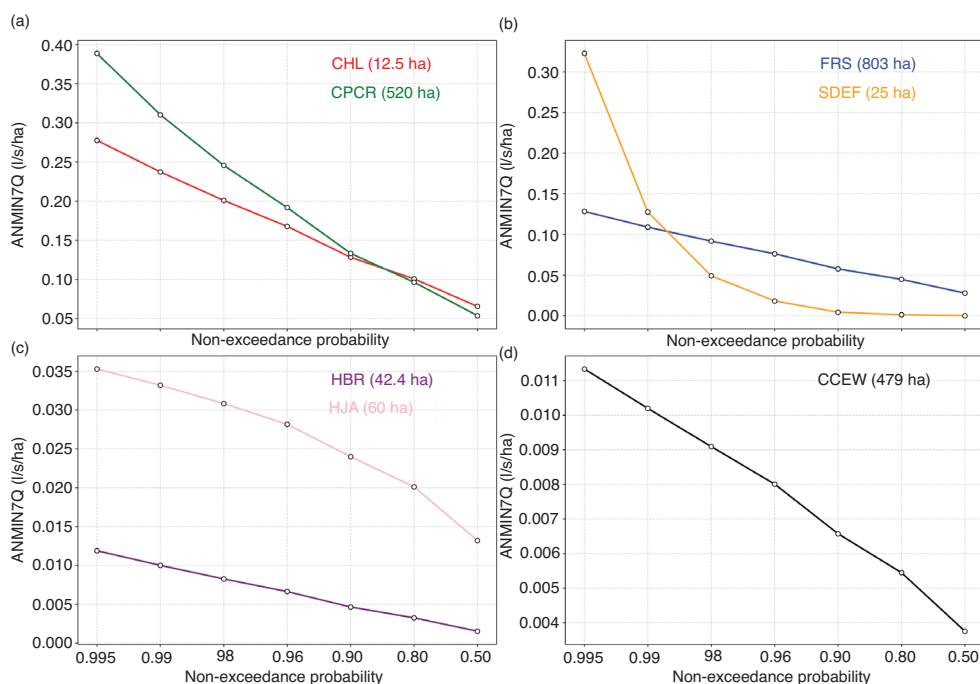 (a)
ANMIN7Q (l/s/ha)
0.40
0.35
0.30
0.25
0.20
0.15
0.10
0.05
CHL (12.5 ha)
CPCR (520 ha)
Non-exceedance probability
(b)
ANMIN7Q (l/s/ha)
0.30
0.25
0.20
0.15
0.10
0.05
0.00
FRS (803 ha)
SDEF (25 ha)
Non-exceedance probability
(c)
ANMIN7Q (l/s/ha)
0.035
0.030
0.025
0.020
0.015
0.010
0.005
0.000
HBR (42.4 ha)
HJA (60 ha)
0.995 0.99 98 0.96 0.90 0.80 0.50
Non-exceedance probability
(d)
ANMIN7Q (l/s/ha)
0.011
0.010
0.009
0.008
0.007
0.006
0.005
0.004
CCEW (479 ha)
0.995 0.99 98 0.96 0.90 0.80 0.50
Non-exceedance probability